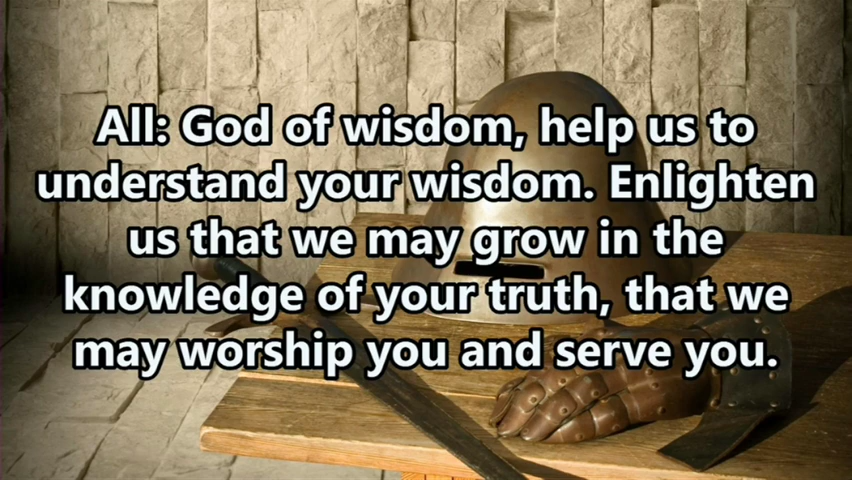 All: God of wisdom, help us to
understand your wisdom. Enlighten
us that we may grow in the
knowledge of your truth, that we
may worship you and serve you.